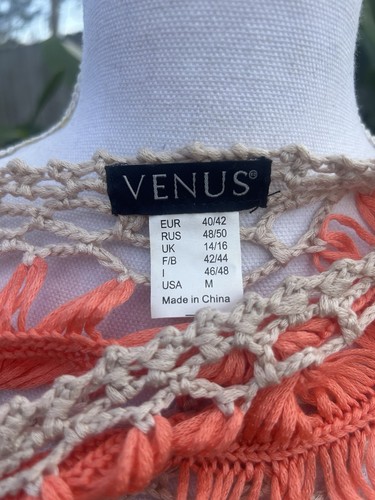 VENUS®
EUR 40/42
RUS 48/50
UK 14/16
F/B 42/44
I 46/48
USA M
Made in China